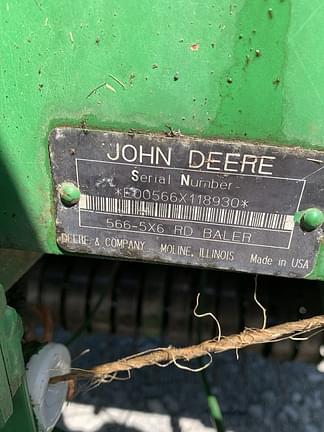 JOHN DEERE
Serial Number
*E00566X118930*
566-5X6 RD BALER
DEERE & COMPANY MOLINE, ILLINOIS Made in USA